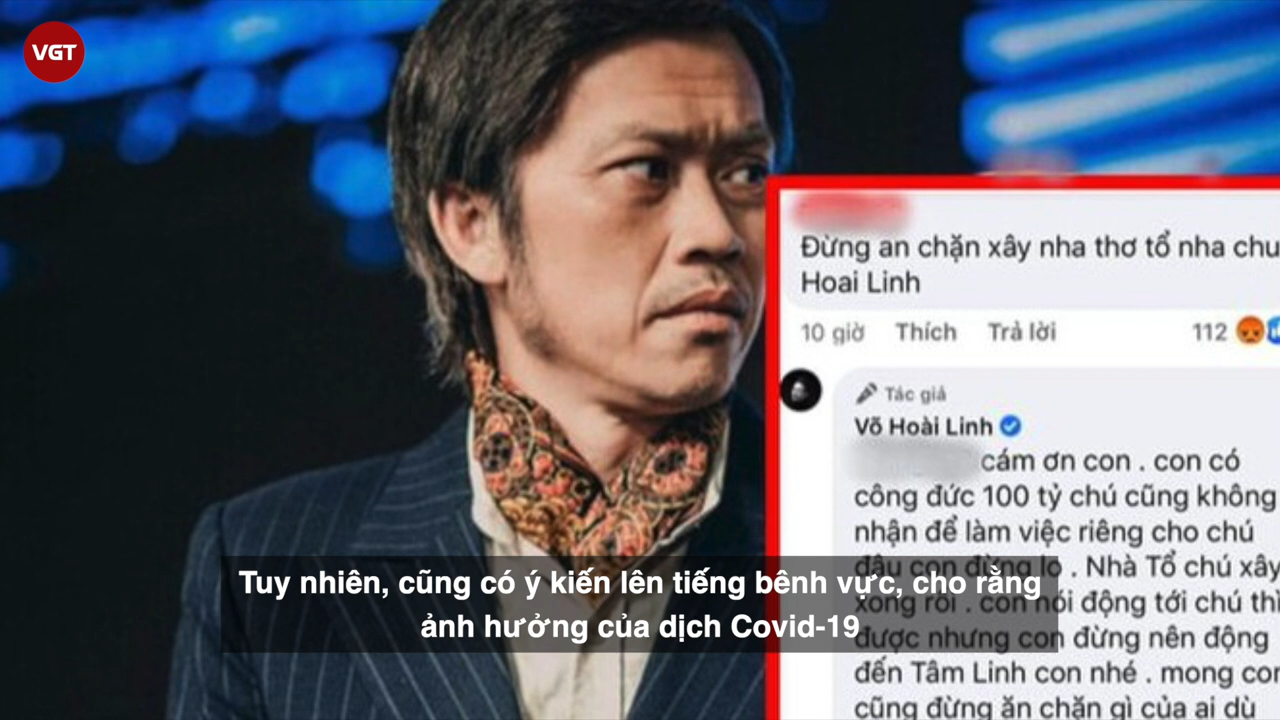 VGT
Đừng an chặn xây nha thơ tổ nha chu
Hoai Linh
10 giờ Thích Trả lời 112
Tác giả
Võ Hoài Linh
cám ơn con . con có
công đức 100 tỷ chú cũng không
nhận để làm việc riêng cho chú
đâu con đừng lo . Nhà Tổ chú xây
xong rồi . con nói động tới chú thì
được nhưng con đừng nên động
đến Tâm Linh con nhé . mong con
cũng đừng ăn chặn gì của ai dù
Tuy nhiên, cũng có ý kiến lên tiếng bênh vực, cho rằng
ảnh hưởng của dịch Covid-19